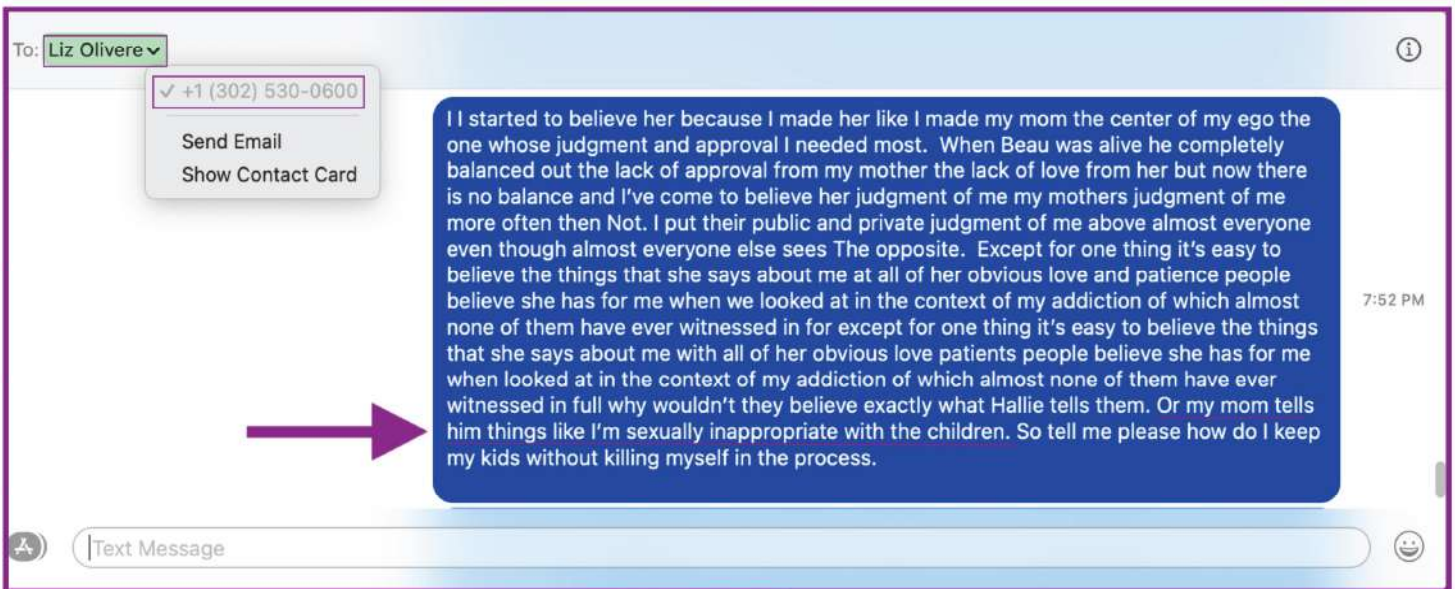 To: Liz Olivere
✓ +1 (302) 530-0600
Send Email
Show Contact Card
I I started to believe her because I made her like I made my mom the center of my ego the
one whose judgment and approval I needed most.  When Beau was alive he completely
balanced out the lack of approval from my mother the lack of love from her but now there
is no balance and I've come to believe her judgment of me my mothers judgment of me
more often then Not. I put their public and private judgment of me above almost everyone
even though almost everyone else sees The opposite.  Except for one thing it's easy to
believe the things that she says about me at all of her obvious love and patience people
believe she has for me when we looked at in the context of my addiction of which almost
none of them have ever witnessed in for except for one thing it's easy to believe the things
that she says about me with all of her obvious love patients people believe she has for me
when looked at in the context of my addiction of which almost none of them have ever
witnessed in full why wouldn't they believe exactly what Hallie tells them. Or my mom tells
him things like I'm sexually inappropriate with the children. So tell me please how do I keep
my kids without killing myself in the process.
7:52 PM
Text Message